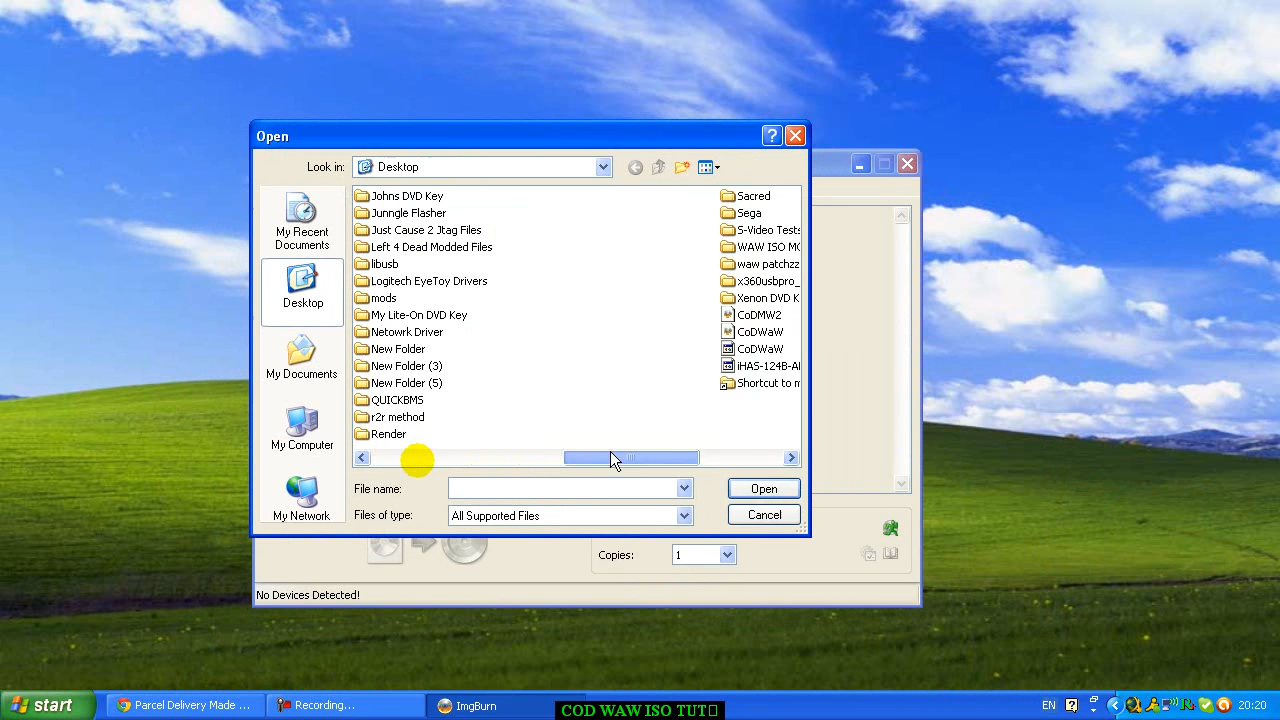 Open
Look in:
Desktop
My Recent
Documents
Desktop
My Documents
My Computer
My Network
Johns DVD Key
Junngle Flasher
Just Cause 2 Jtag Files
Left 4 Dead Modded Files
libusb
Logitech EyeToy Drivers
mods
My Lite-On DVD Key
Netowrk Driver
New Folder
New Folder (3)
New Folder (5)
QUICKBMS
r2r method
Render
Sacred
Sega
S-Video Tests
WAW ISO MO
waw patchzz
x360usbpro_
Xenon DVD K
CoDMW2
CoDWaW
CoDWaW
iHAS-124B-A
Shortcut to m
File name:
Open
Files of type:
All Supported Files
Cancel
Copies:
1
No Devices Detected!
start
Parcel Delivery Made ...
Recording...
ImgBurn
EN
20:20
COD WAW ISO TUT